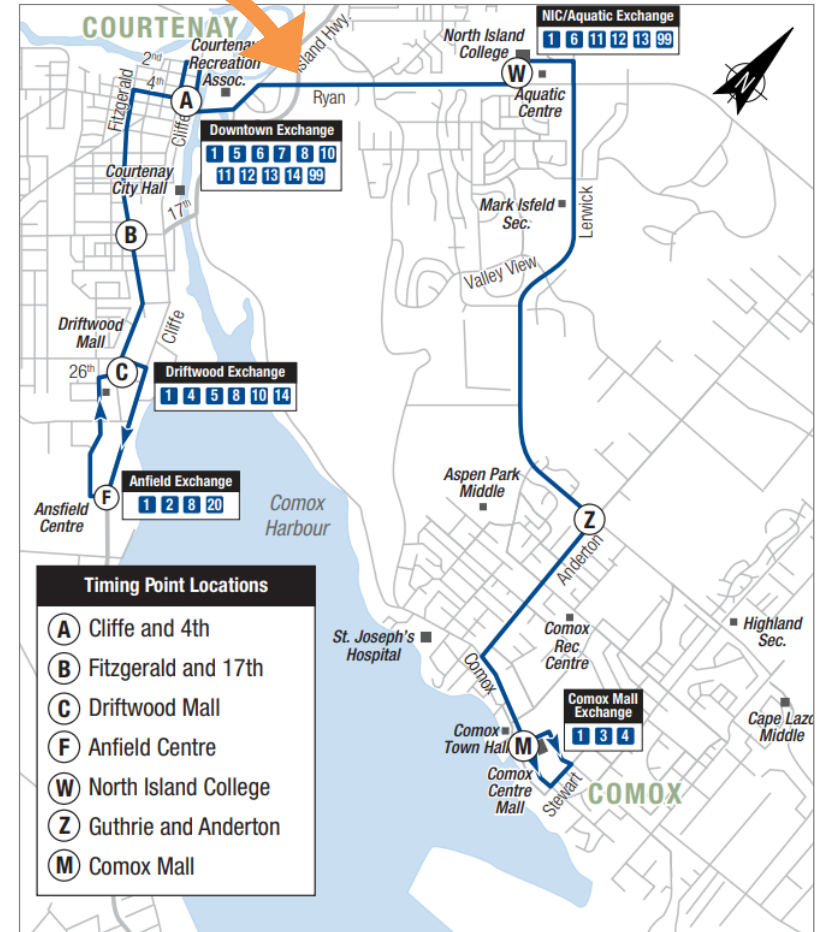 COURTENAY
Courtenay
Recreation
Assoc.
Island Hwy.
North Island
College
NIC/Aquatic Exchange
1 6 11 12 13 99
N
2nd
4th
Fitzgerald
Cliffe
A
Ryan
W
Aquatic
Centre
Downtown Exchange
1 5 6 7 8 10
11 12 13 14 99
Courtenay
City Hall
17th
B
Mark Isfeld
Sec.
Lerwick
Valley View
Driftwood
Mall
Cliffe
26th
C
Driftwood Exchange
1 4 5 8 10 14
Anfield Exchange
1 2 8 20
F
Ansfield
Centre
Comox
Harbour
Aspen Park
Middle
Z
Anderton
Timing Point Locations
A Cliffe and 4th
B Fitzgerald and 17th
C Driftwood Mall
F Anfield Centre
W North Island College
Z Guthrie and Anderton
M Comox Mall
St. Joseph's
Hospital
Comox
Rec
Centre
Highland
Sec.
Comox
Comox Mall
Exchange
1 3 4
Cape Lazo
Middle
Comox
Town Hall
M
Comox
Centre
Mall
Stewart
COMOX